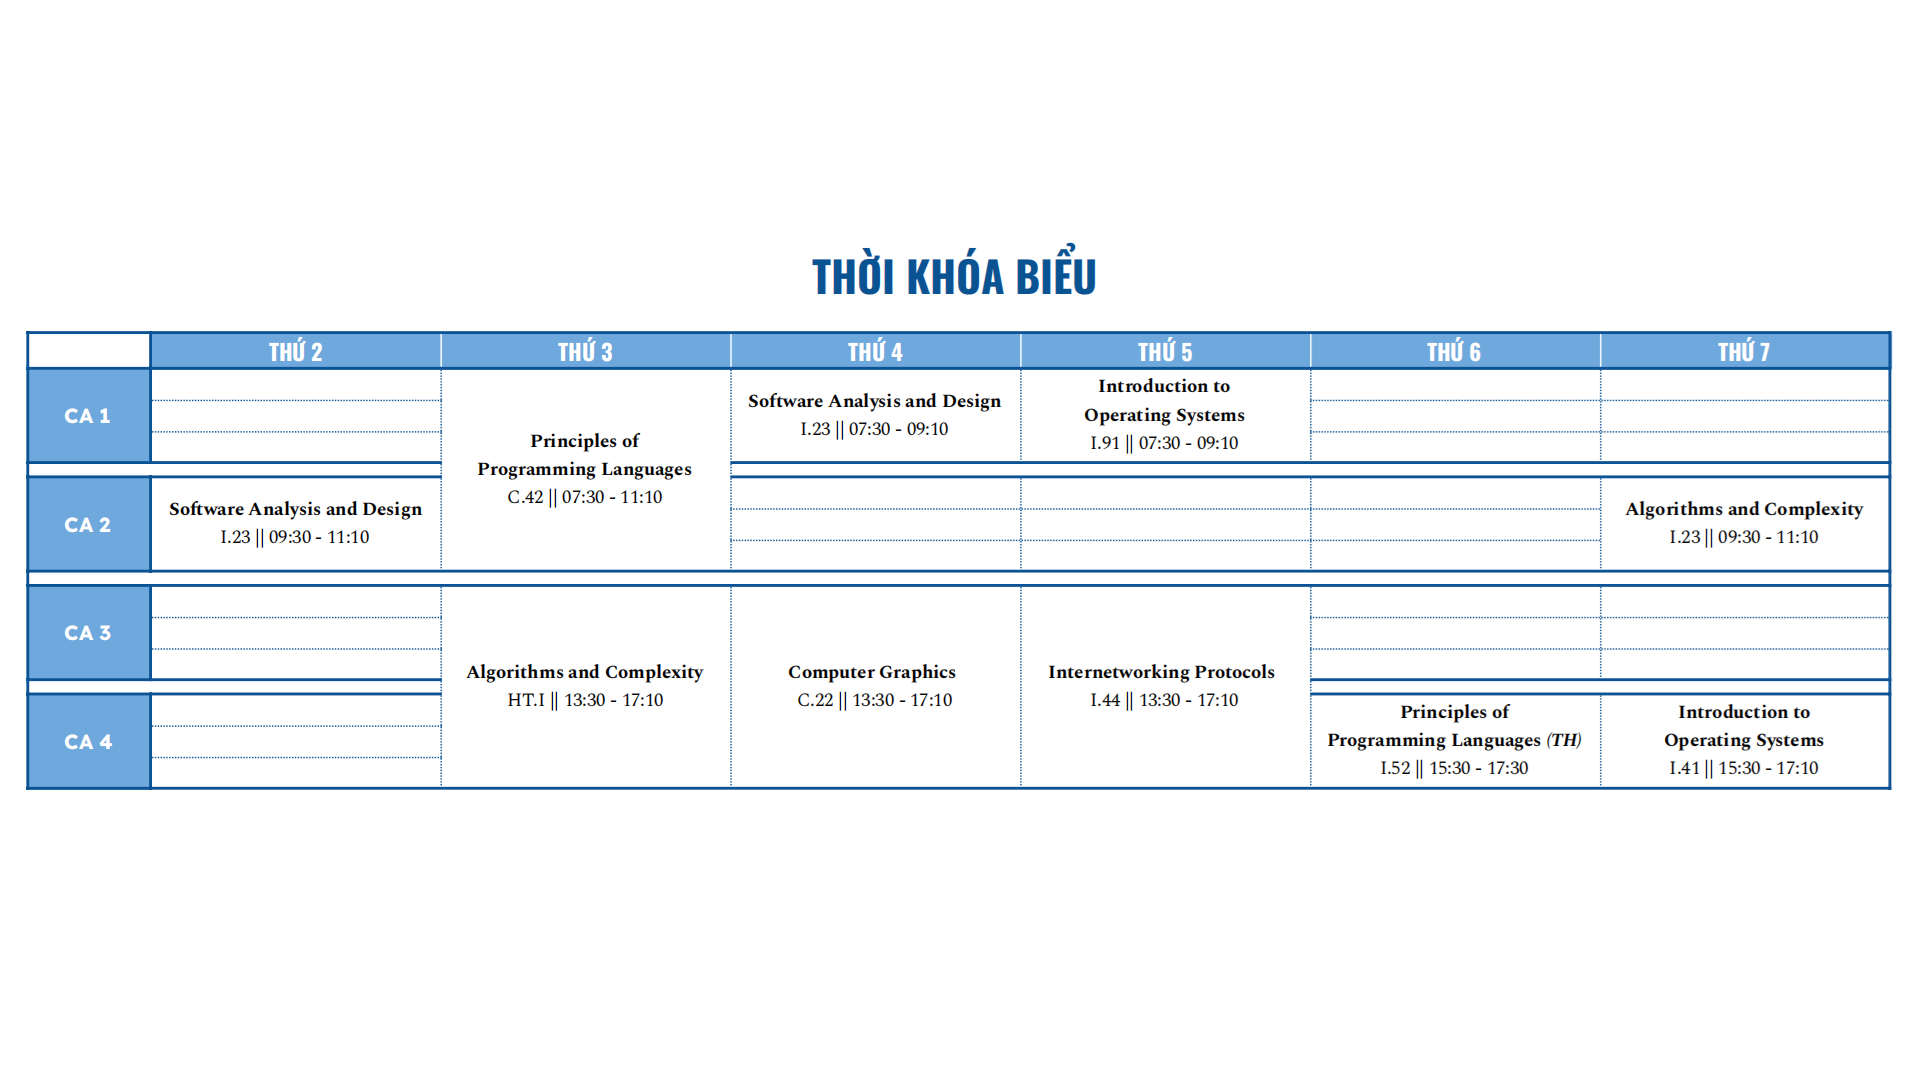 THỜI KHÓA BIỂU
THỨ 2
THỨ 3
THỨ 4
THỨ 5
THỨ 6
THỨ 7
CA 1
Principles of
Programming Languages
C.42 || 07:30 - 11:10
Software Analysis and Design
I.23 || 07:30 - 09:10
Introduction to
Operating Systems
I.91 || 07:30 - 09:10
CA 2
Software Analysis and Design
I.23 || 09:30 - 11:10
Algorithms and Complexity
I.23 || 09:30 - 11:10
CA 3
Algorithms and Complexity
HT.I || 13:30 - 17:10
Computer Graphics
C.22 || 13:30 - 17:10
Internetworking Protocols
I.44 || 13:30 - 17:10
CA 4
Principles of
Programming Languages (TH)
I.52 || 15:30 - 17:30
Introduction to
Operating Systems
I.41 || 15:30 - 17:10